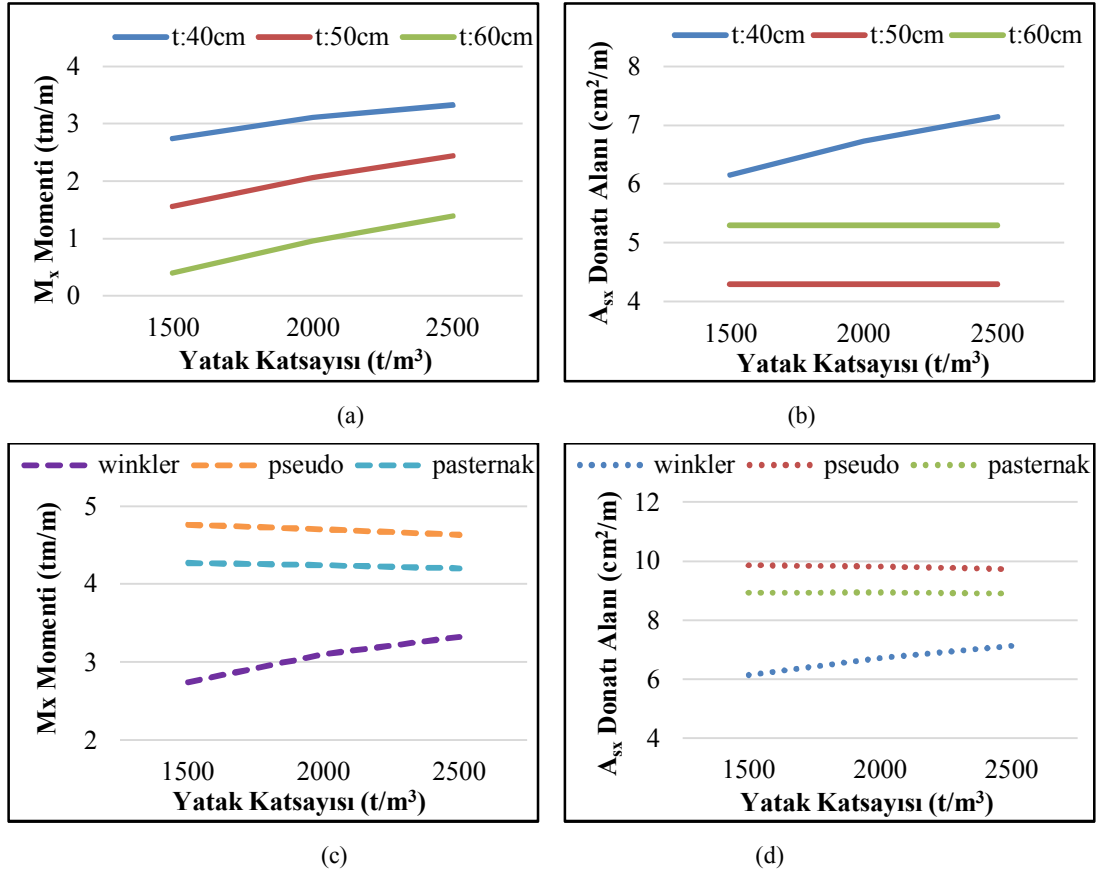 t:40cm t:50cm t:60cm
4
3
2
1
0
Mx Momenti (tm/m)
1500 2000 2500
Yatak Katsayısı (t/m³)
(a)
t:40cm t:50cm t:60cm
8
7
6
5
4
Asx Donatı Alanı (cm²/m)
1500 2000 2500
Yatak Katsayısı (t/m³)
(b)
winkler pseudo pasternak
5
4
3
2
Mx Momenti (tm/m)
1500 2000 2500
Yatak Katsayısı (t/m³)
(c)
winkler pseudo pasternak
12
10
8
6
4
Asx Donatı Alanı (cm²/m)
1500 2000 2500
Yatak Katsayısı (t/m³)
(d)